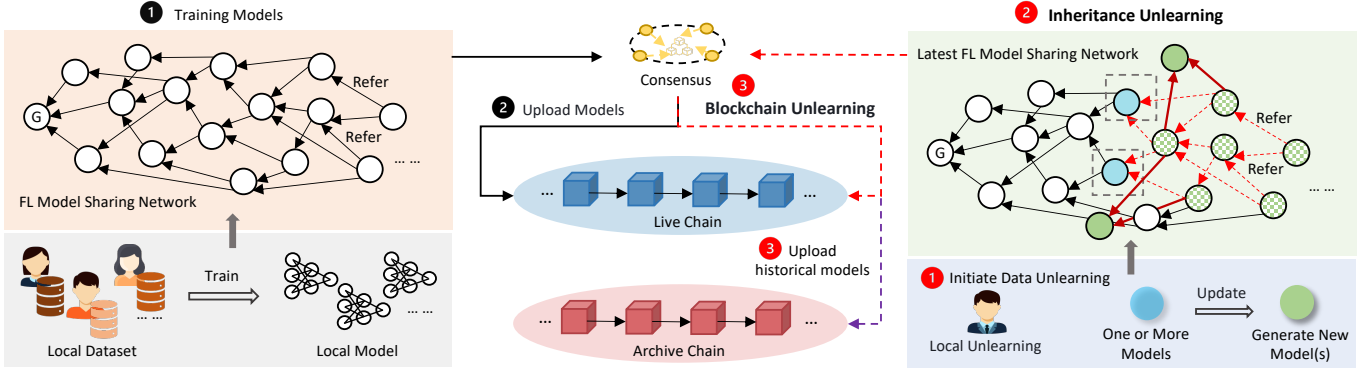 1 Training Models
Refer
G
Refer
... ...
FL Model Sharing Network
Train
... ...
... ...
Local Dataset
Local Model
Consensus
3
2 Upload Models
Blockchain Unlearning
...
...
Live Chain
3 Upload
historical models
...
...
Archive Chain
2 Inheritance Unlearning
Latest FL Model Sharing Network
Refer
G
Refer
... ...
1 Initiate Data Unlearning
Update
Local Unlearning
One or More
Models
Generate New
Model(s)